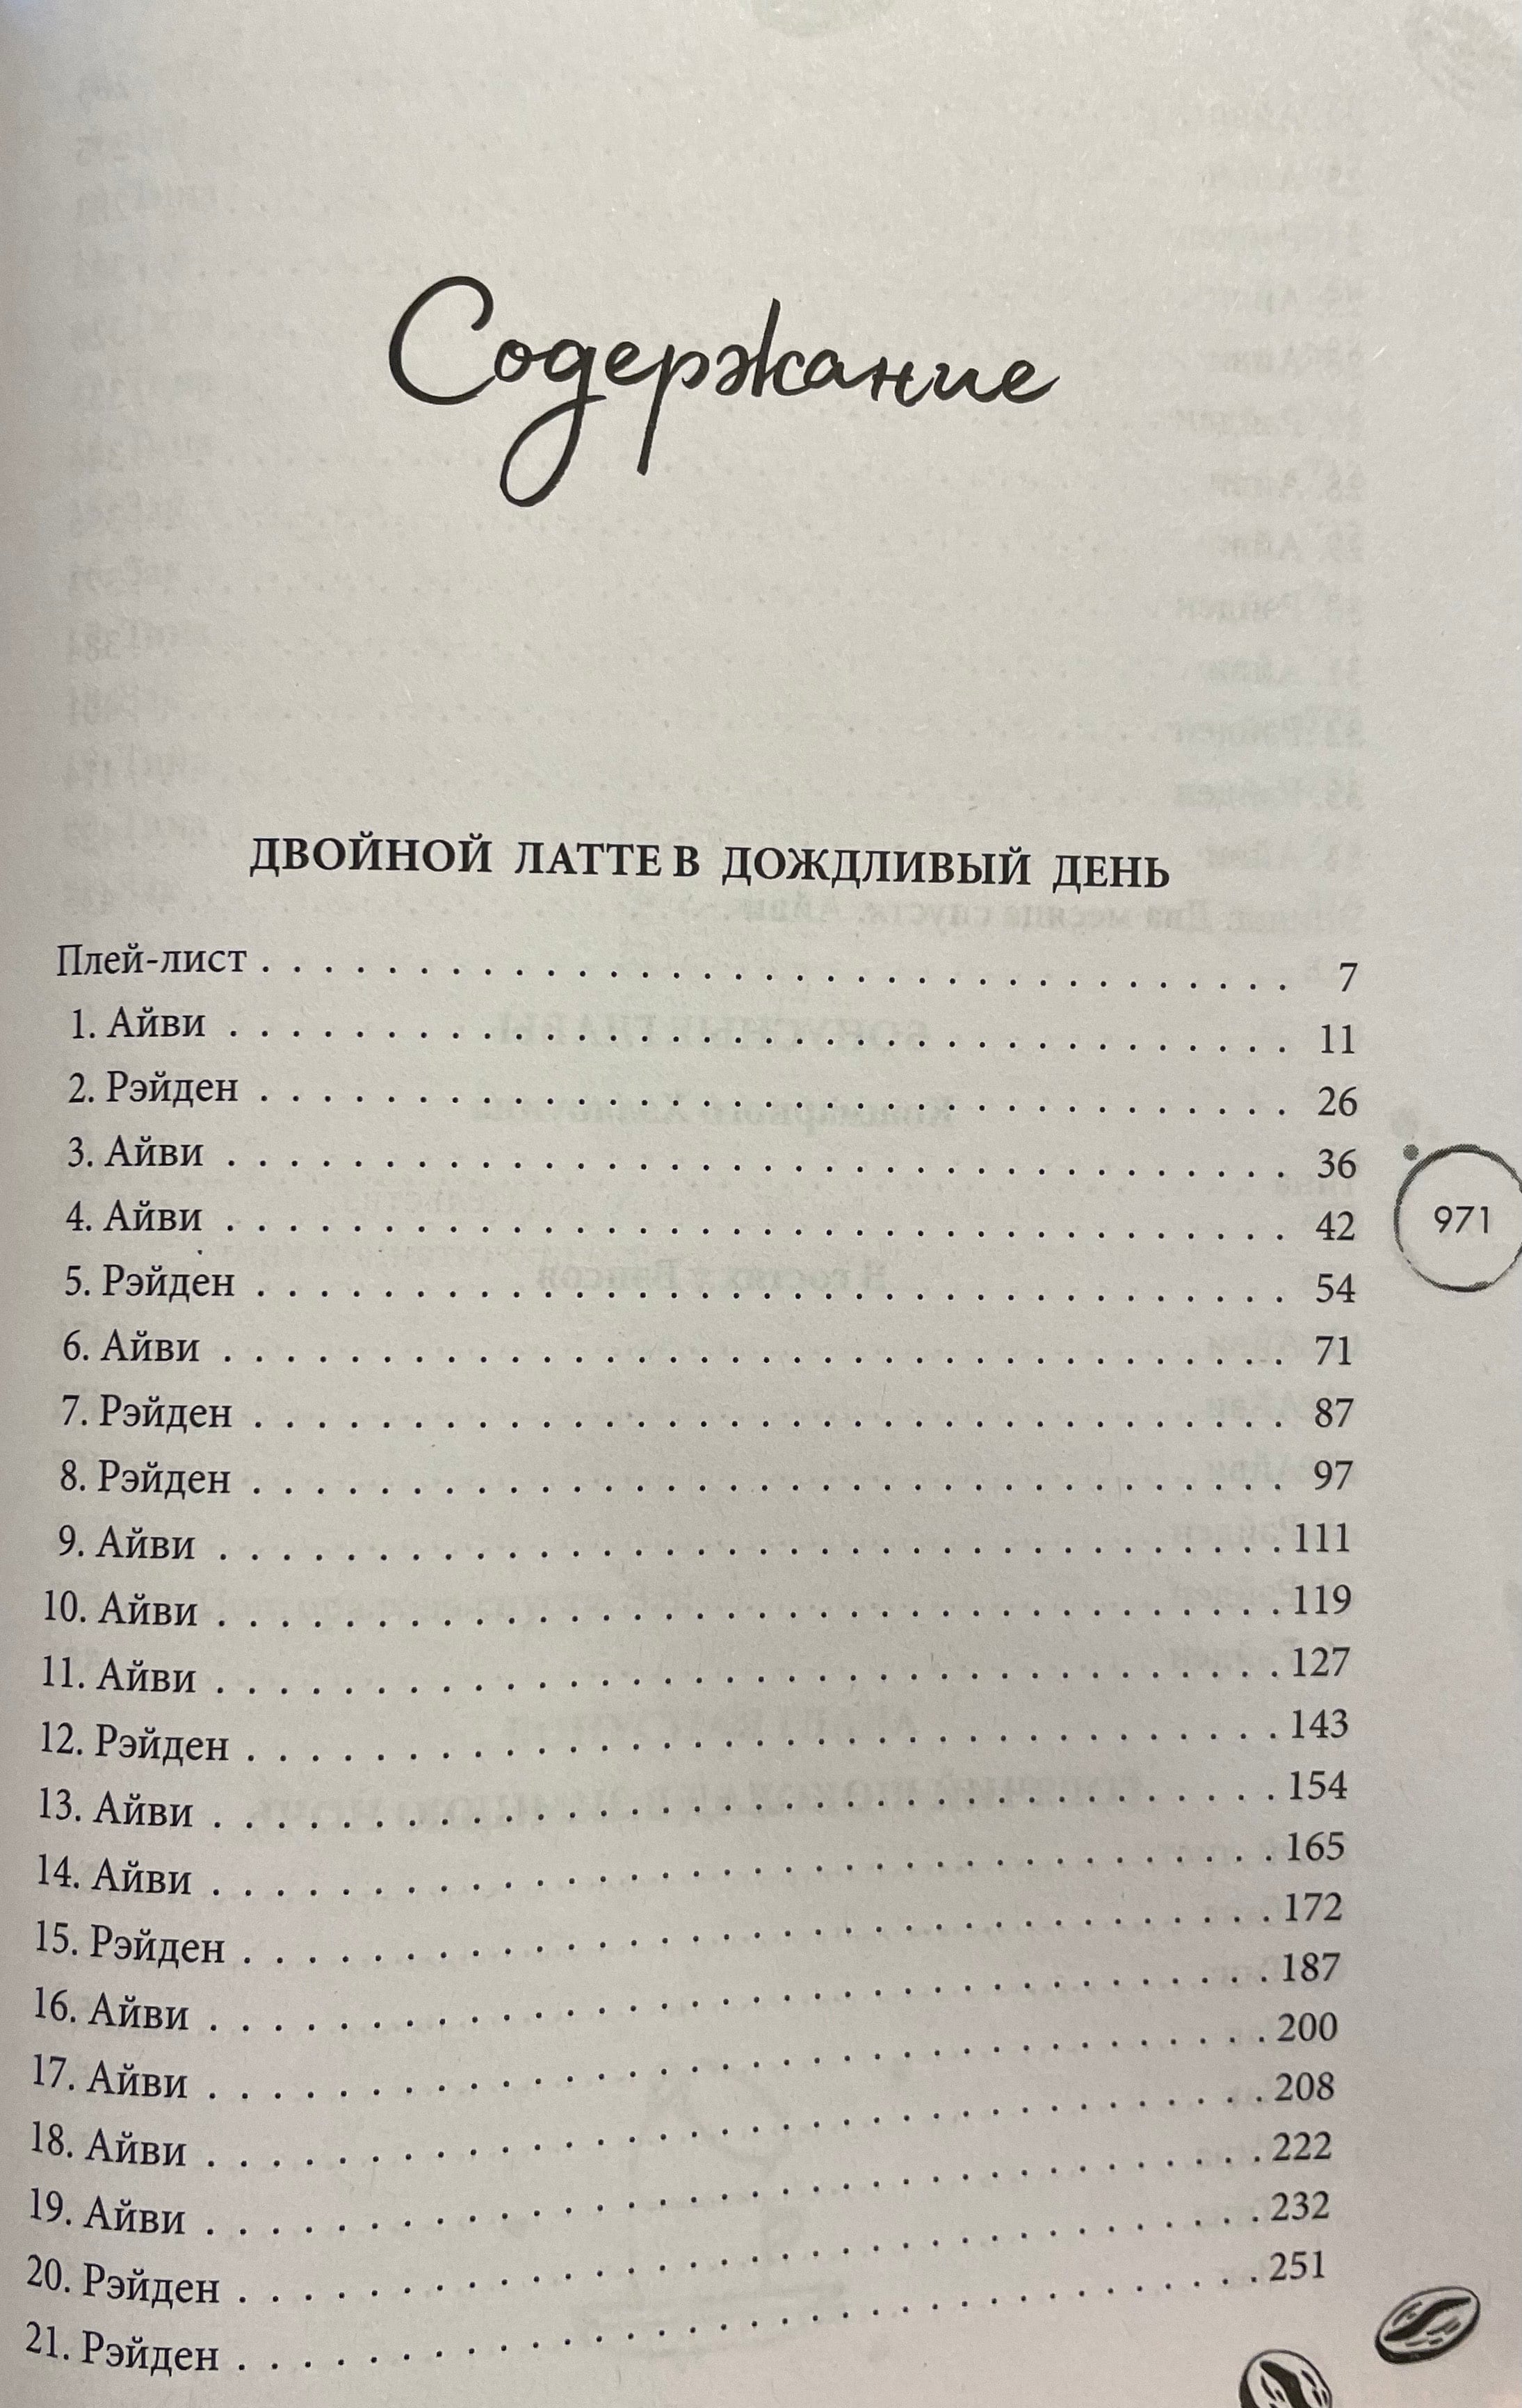 Содержание
ДВОЙНОЙ ЛАТТЕ В ДОЖДЛИВЫЙ ДЕНЬ
Плей-лист . . . . . . . . . . . . . . . . . . . . . . . . . . . . . . . . . 7
1. Айви . . . . . . . . . . . . . . . . . . . . . . . . . . . . . . . . . . 11
2. Рэйден . . . . . . . . . . . . . . . . . . . . . . . . . . . . . . . . . 26
3. Айви . . . . . . . . . . . . . . . . . . . . . . . . . . . . . . . . . . 36
4. Айви . . . . . . . . . . . . . . . . . . . . . . . . . . . . . . . . . . 42
971
5. Рэйден . . . . . . . . . . . . . . . . . . . . . . . . . . . . . . . . . 54
6. Айви . . . . . . . . . . . . . . . . . . . . . . . . . . . . . . . . . . 71
7. Рэйден . . . . . . . . . . . . . . . . . . . . . . . . . . . . . . . . . 87
8. Рэйден . . . . . . . . . . . . . . . . . . . . . . . . . . . . . . . . . 97
9. Айви . . . . . . . . . . . . . . . . . . . . . . . . . . . . . . . . . . 111
10. Айви . . . . . . . . . . . . . . . . . . . . . . . . . . . . . . . . . . 119
11. Айви . . . . . . . . . . . . . . . . . . . . . . . . . . . . . . . . . . 127
12. Рэйден . . . . . . . . . . . . . . . . . . . . . . . . . . . . . . . . . 143
13. Айви . . . . . . . . . . . . . . . . . . . . . . . . . . . . . . . . . . 154
14. Айви . . . . . . . . . . . . . . . . . . . . . . . . . . . . . . . . . . 165
15. Рэйден . . . . . . . . . . . . . . . . . . . . . . . . . . . . . . . . . 172
16. Айви . . . . . . . . . . . . . . . . . . . . . . . . . . . . . . . . . . 187
17. Айви . . . . . . . . . . . . . . . . . . . . . . . . . . . . . . . . . . 200
18. Айви . . . . . . . . . . . . . . . . . . . . . . . . . . . . . . . . . . 208
19. Айви . . . . . . . . . . . . . . . . . . . . . . . . . . . . . . . . . . 222
20. Рэйден . . . . . . . . . . . . . . . . . . . . . . . . . . . . . . . . . 232
21. Рэйден . . . . . . . . . . . . . . . . . . . . . . . . . . . . . . . . . 251